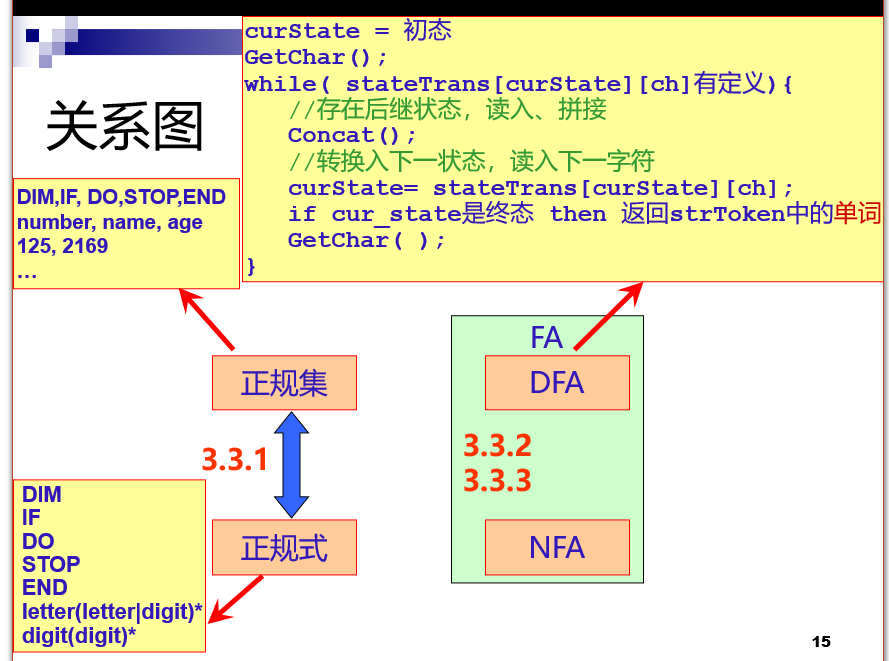 关系图
curState = 初态
GetChar();
while( stateTrans[curState][ch]有定义){
//存在后继状态，读入、拼接
Concat();
//转换入下一状态，读入下一字符
curState= stateTrans[curState][ch];
if cur_state是终态 then 返回strToken中的单词
GetChar( );
}
DIM,IF, DO,STOP,END
number, name, age
125, 2169
…
正规集
3.3.1
正规式
DIM
IF
DO
STOP
END
letter(letter|digit)*
digit(digit)*
FA
DFA
3.3.2
3.3.3
NFA
15